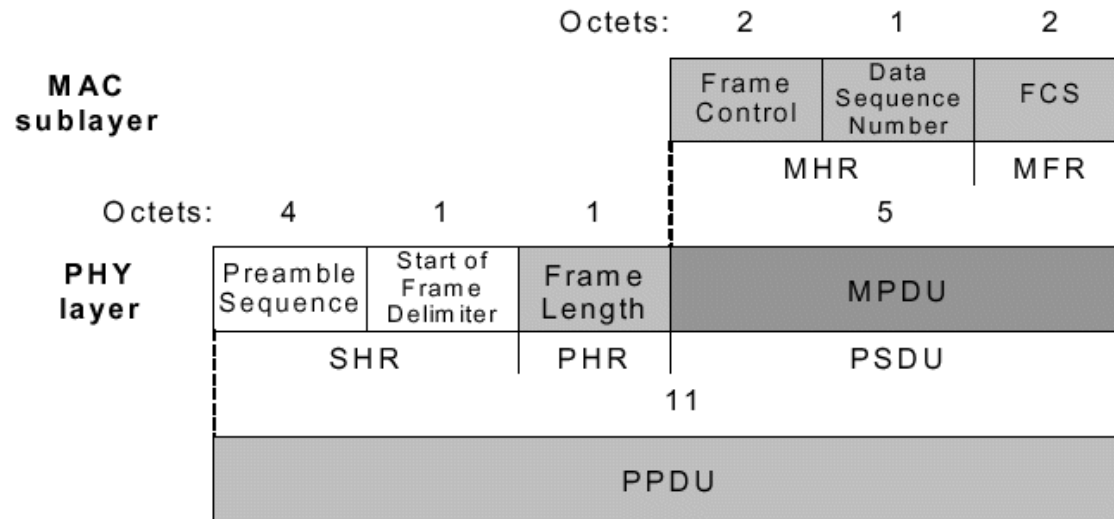 Octets: 2 1 2
MAC
sublayer
Frame
Control
Data
Sequence
Number
FCS
MHR MFR
Octets: 4 1 1 5
PHY
layer
Preamble
Sequence
Start of
Frame
Delimiter
Frame
Length
MPDU
SHR PHR PSDU
11
PPDU